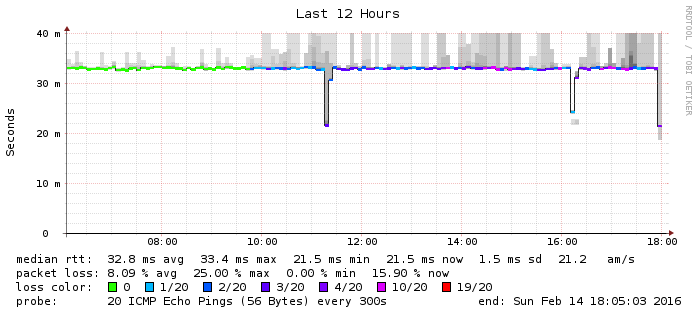 Last 12 Hours
RRDTOOL / TOBI OETIKER
Seconds
40 m
30 m
20 m
10 m
0
08:00 10:00 12:00 14:00 16:00 18:00
median rtt: 32.8 ms avg 33.4 ms max 21.5 ms min 21.5 ms now 1.5 ms sd 21.2 am/s
packet loss: 8.09 % avg 25.00 % max 0.00 % min 15.90 % now
loss color: 0 1/20 2/20 3/20 4/20 10/20 19/20
probe: 20 ICMP Echo Pings (56 Bytes) every 300s end: Sun Feb 14 18:05:03 2016